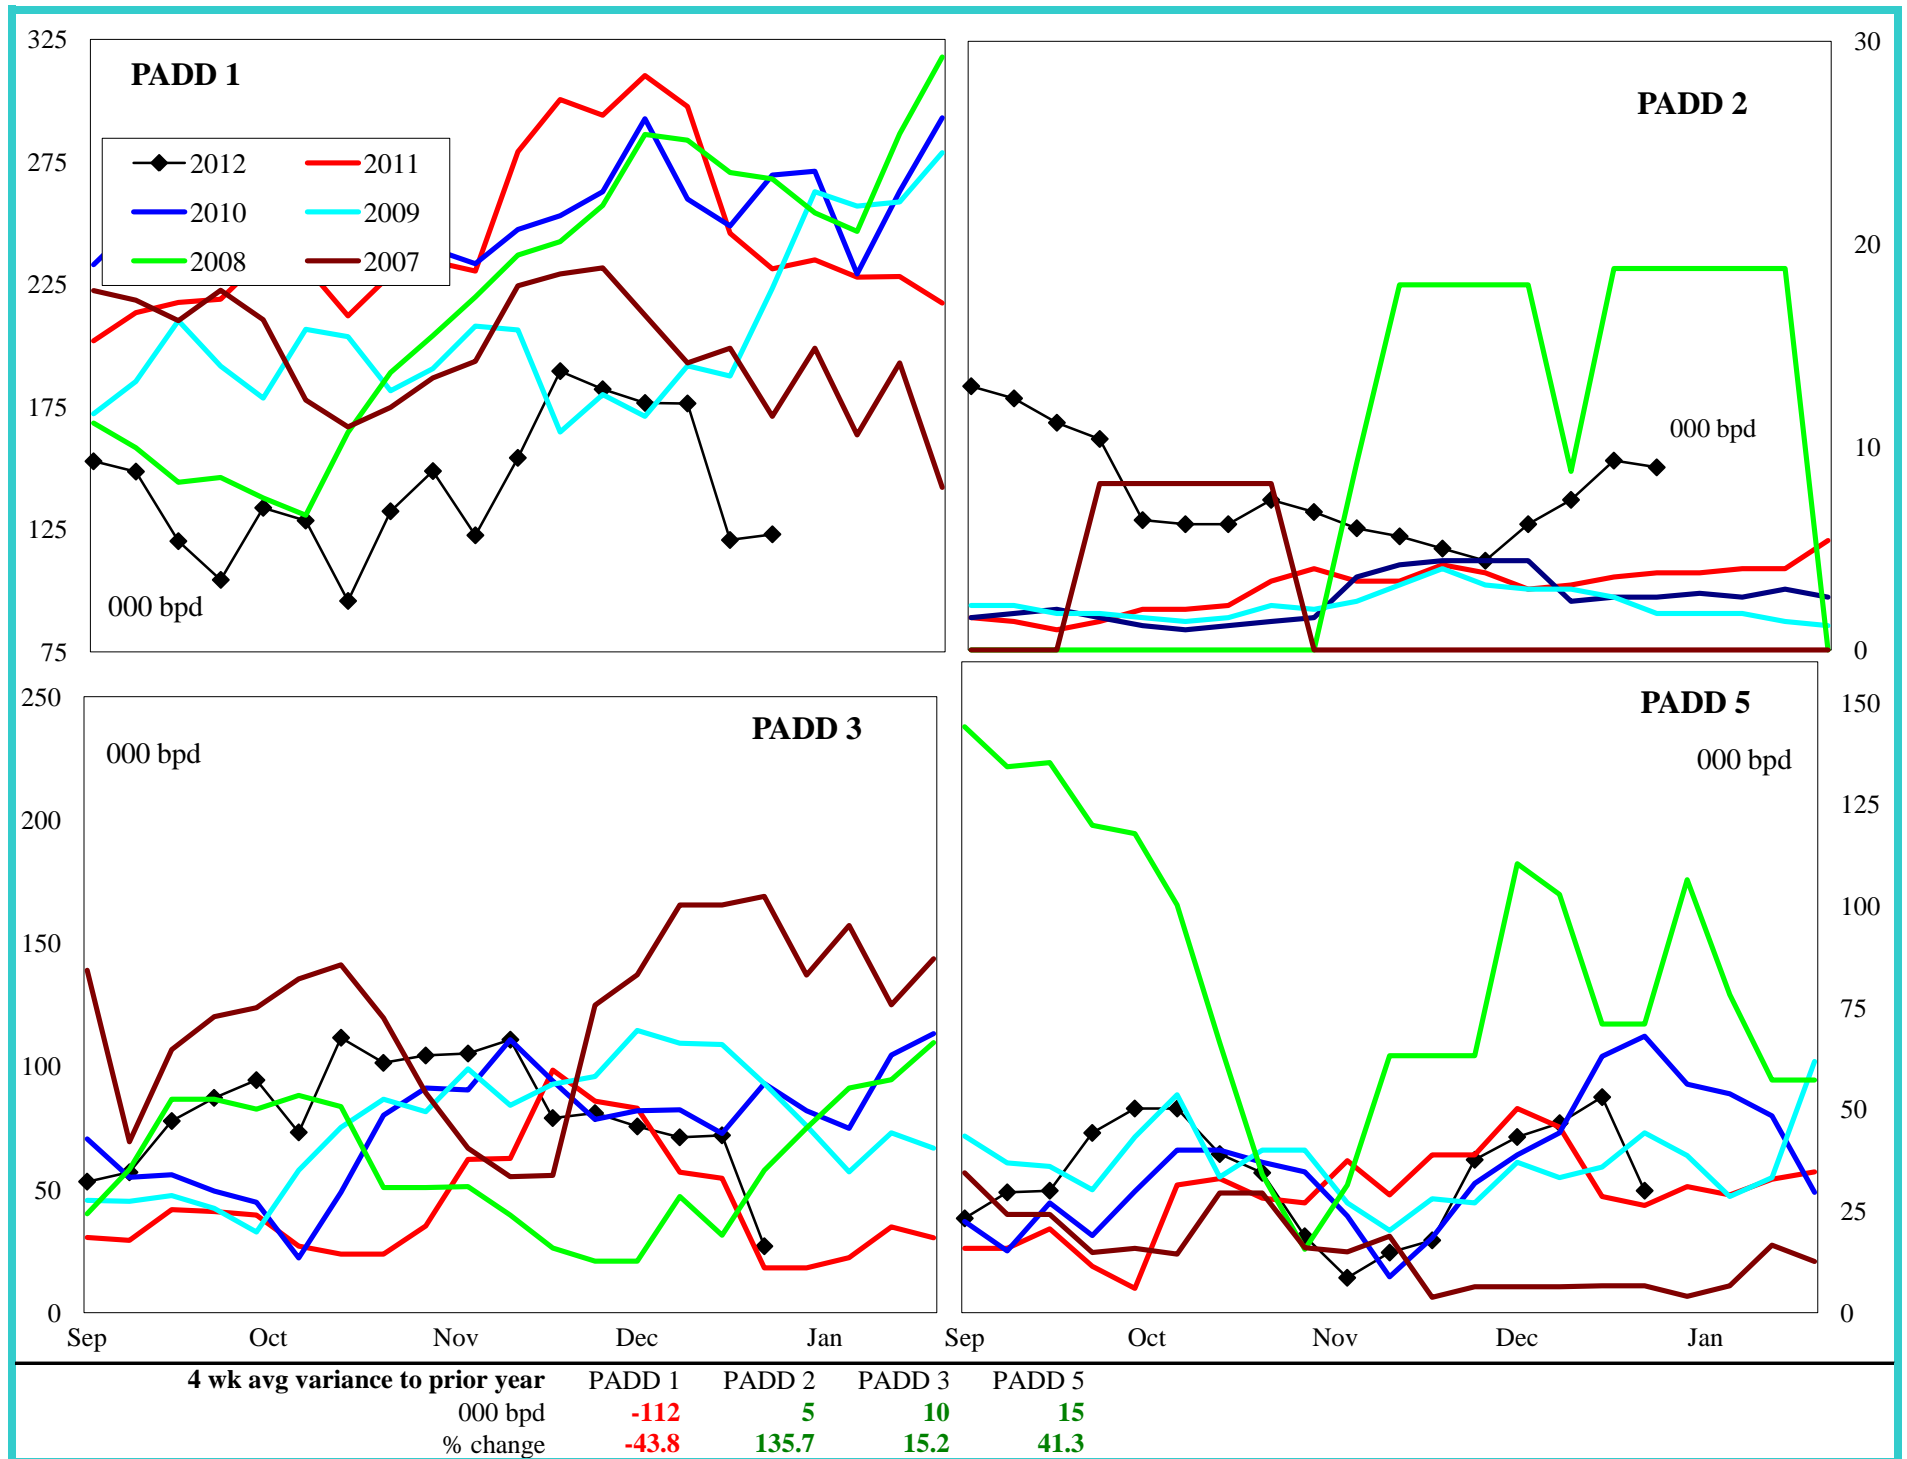 325
275
225
175
125
75
PADD 1
2012
2011
2010
2009
2008
2007
000 bpd
PADD 2
000 bpd
30
20
10
0
250
200
150
100
50
0
PADD 3
000 bpd
Sep Oct Nov Dec Jan
PADD 5
000 bpd
150
125
100
75
50
25
0
Sep Oct Nov Dec Jan
4 wk avg variance to prior year PADD 1 PADD 2 PADD 3 PADD 5
000 bpd -112 5 10 15
% change -43.8 135.7 15.2 41.3